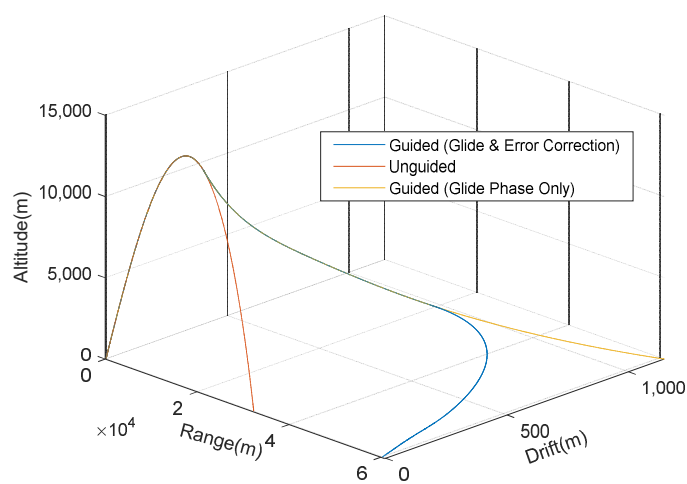 15,000
Guided (Glide & Error Correction)
Unguided
Guided (Glide Phase Only)
10,000
5,000
0
Altitude(m)
0
2
4
6
×10⁴
Range(m)
0
500
1,000
Drift(m)